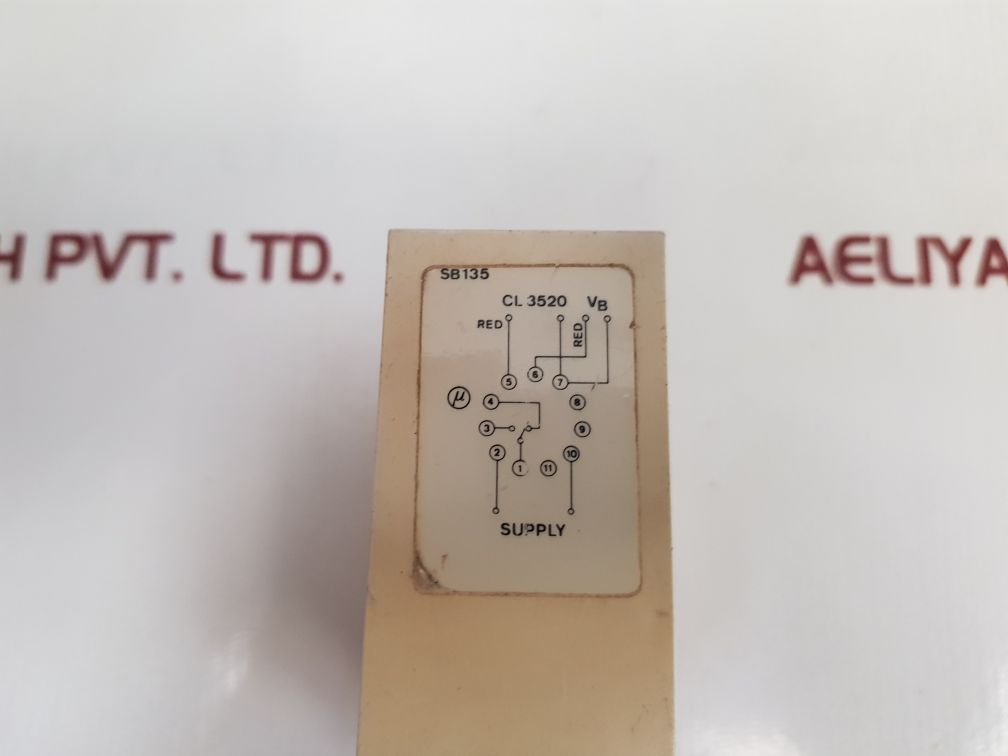 H PVT. LTD.
AELIYA
SB135
CL 3520 VB
RED
RED
5
6
7
μ
4
8
3
9
2
10
1
11
SUPPLY